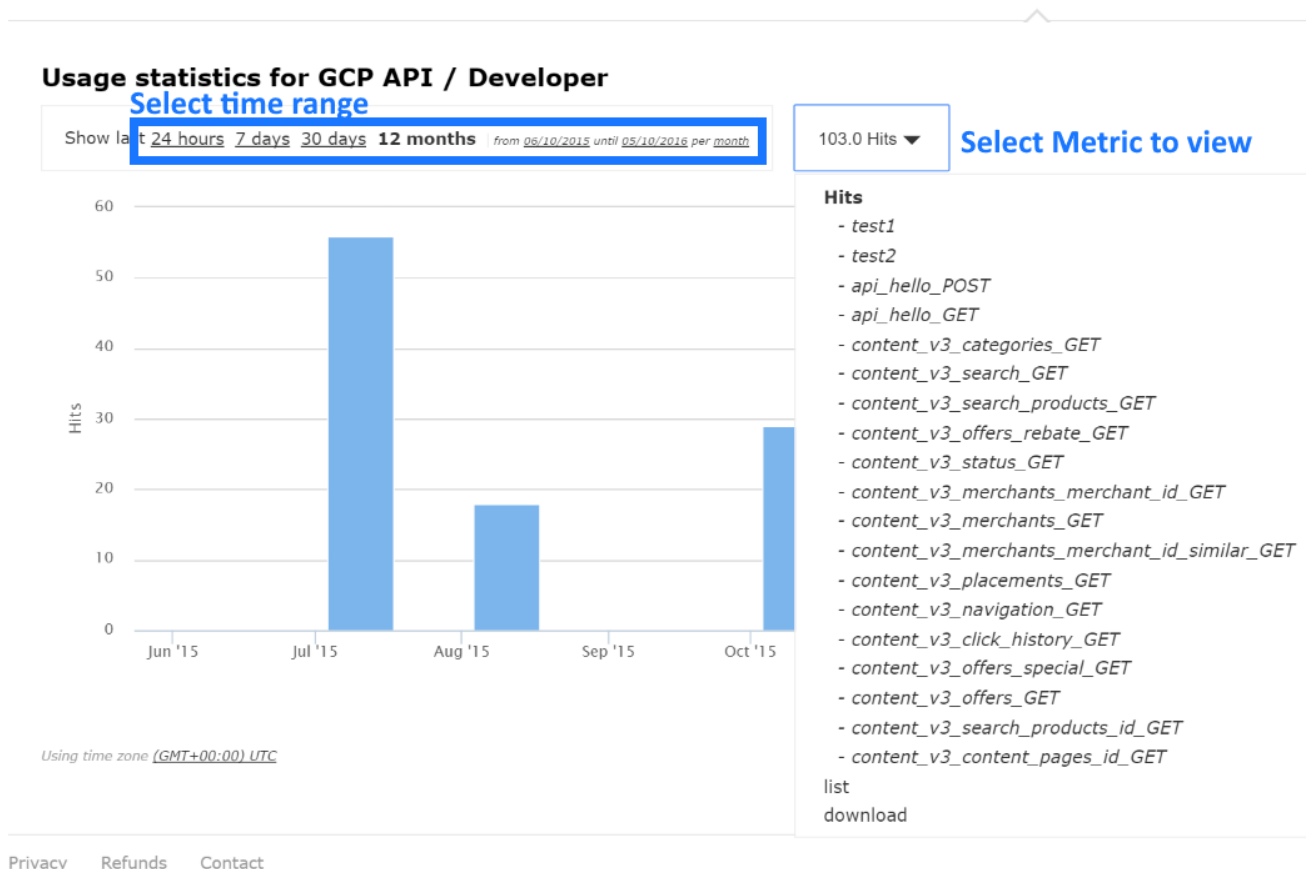 Usage statistics for GCP API / Developer
Select time range
Show last 24 hours 7 days 30 days 12 months from 06/10/2015 until 05/10/2016 per month
103.0 Hits
Select Metric to view
Hits
- test1
- test2
- api_hello_POST
- api_hello_GET
- content_v3_categories_GET
- content_v3_search_GET
- content_v3_search_products_GET
- content_v3_offers_rebate_GET
- content_v3_status_GET
- content_v3_merchants_merchant_id_GET
- content_v3_merchants_GET
- content_v3_merchants_merchant_id_similar_GET
- content_v3_placements_GET
- content_v3_navigation_GET
- content_v3_click_history_GET
- content_v3_offers_special_GET
- content_v3_offers_GET
- content_v3_search_products_id_GET
- content_v3_content_pages_id_GET
list
download
60
50
40
30
20
10
0
Hits
Jun '15 Jul '15 Aug '15 Sep '15 Oct '15
Using time zone (GMT+00:00) UTC
Privacy Refunds Contact